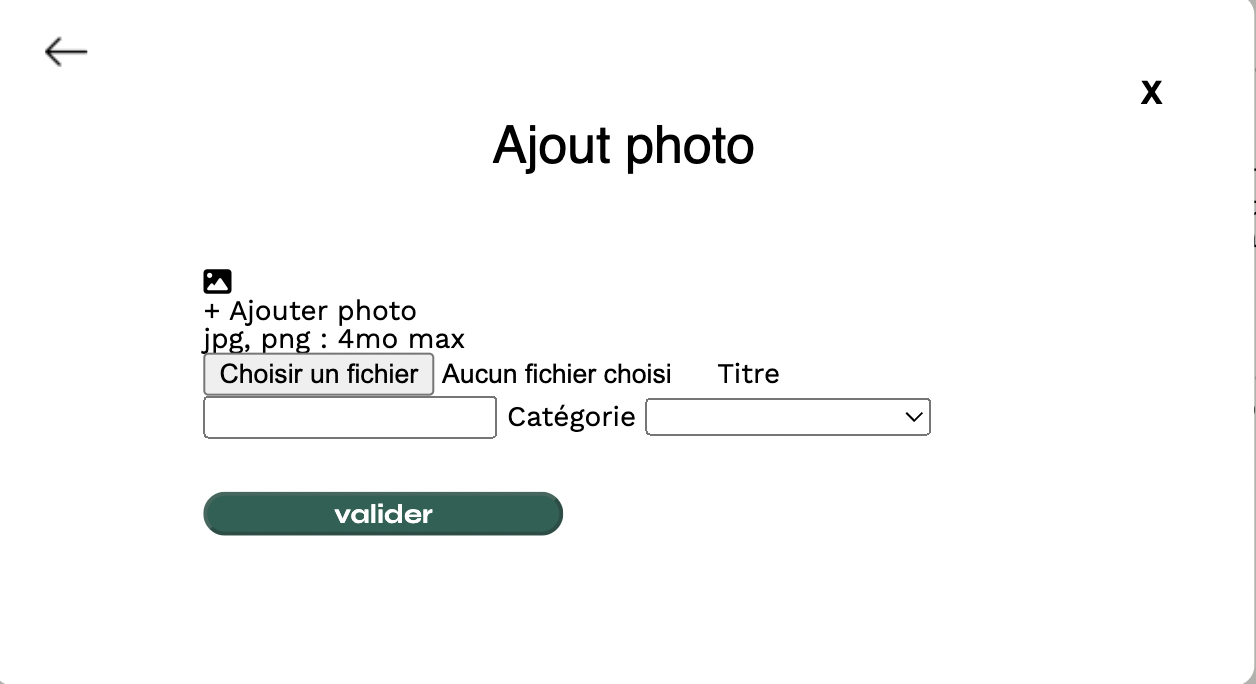 X
Ajout photo
+ Ajouter photo
jpg, png : 4mo max
Choisir un fichier Aucun fichier choisi Titre
Catégorie
valider